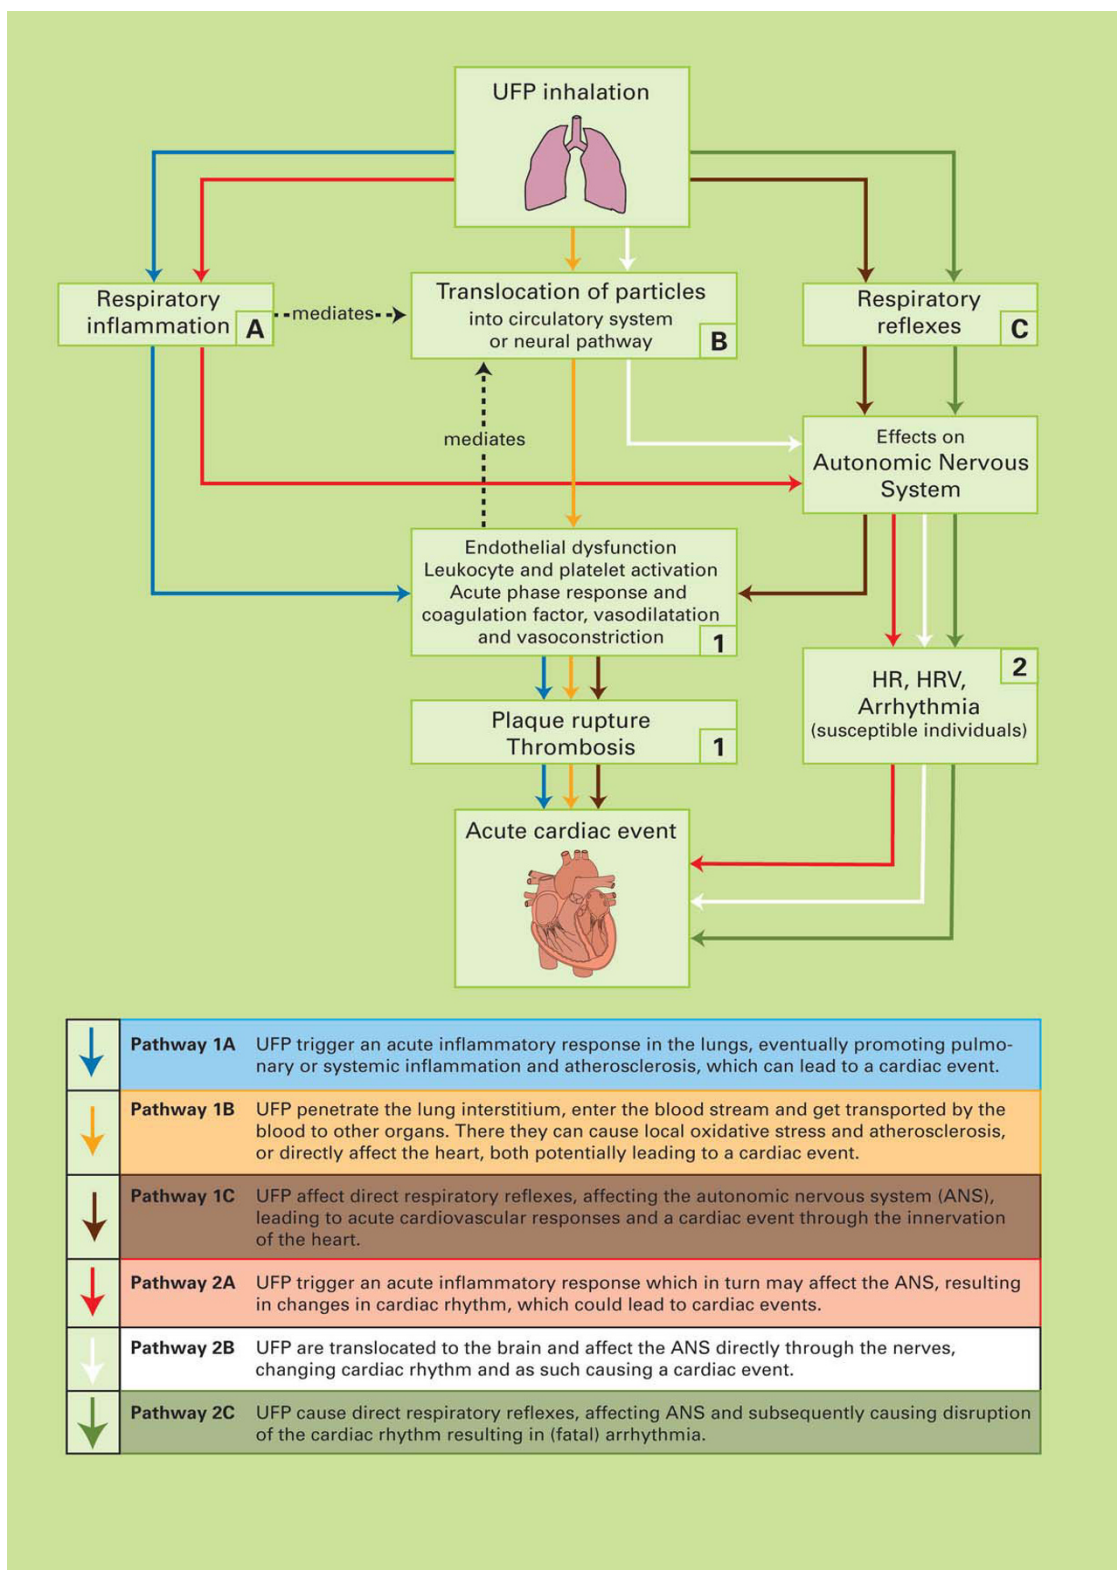 UFP inhalation
Respiratory
inflammation
A
mediates
Translocation of particles
into circulatory system
or neural pathway
B
Respiratory
reflexes
C
mediates
Effects on
Autonomic Nervous
System
Endothelial dysfunction
Leukocyte and platelet activation
Acute phase response and
coagulation factor, vasodilatation
and vasoconstriction
1
2
HR, HRV,
Arrhythmia
(susceptible individuals)
Plaque rupture
Thrombosis
1
Acute cardiac event
Pathway 1A UFP trigger an acute inflammatory response in the lungs, eventually promoting pulmo-
nary or systemic inflammation and atherosclerosis, which can lead to a cardiac event.
Pathway 1B UFP penetrate the lung interstitium, enter the blood stream and get transported by the
blood to other organs. There they can cause local oxidative stress and atherosclerosis,
or directly affect the heart, both potentially leading to a cardiac event.
Pathway 1C UFP affect direct respiratory reflexes, affecting the autonomic nervous system (ANS),
leading to acute cardiovascular responses and a cardiac event through the innervation
of the heart.
Pathway 2A UFP trigger an acute inflammatory response which in turn may affect the ANS, resulting
in changes in cardiac rhythm, which could lead to cardiac events.
Pathway 2B UFP are translocated to the brain and affect the ANS directly through the nerves,
changing cardiac rhythm and as such causing a cardiac event.
Pathway 2C UFP cause direct respiratory reflexes, affecting ANS and subsequently causing disruption
of the cardiac rhythm resulting in (fatal) arrhythmia.